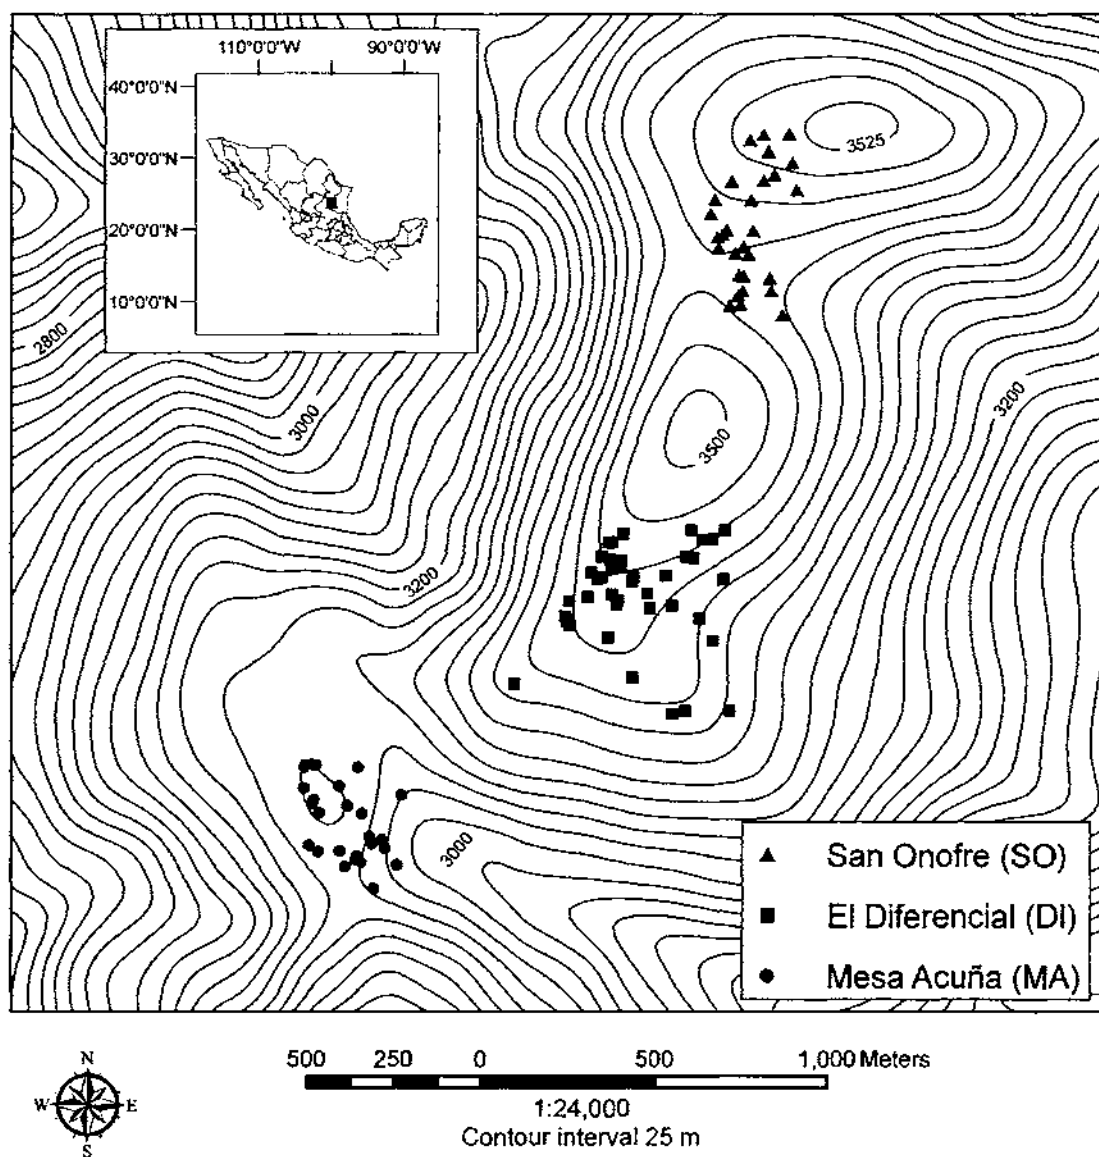 110°0'0"W 90°0'0"W
40°0'0"N
30°0'0"N
20°0'0"N
10°0'0"N
3525
2800
3000
3200
3500
3200
3000
San Onofre (SO)
El Diferencial (DI)
Mesa Acuña (MA)
N
W E
S
500 250 0 500 1,000 Meters
1:24,000
Contour interval 25 m